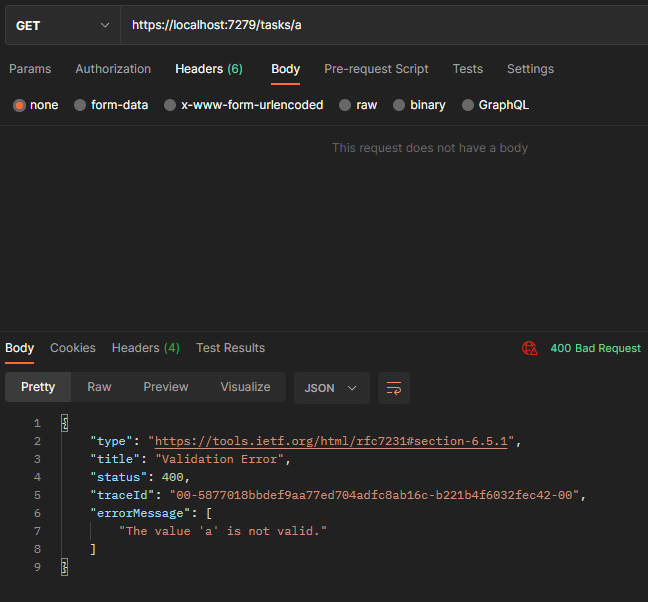 GET https://localhost:7279/tasks/a
Params Authorization Headers (6) Body Pre-request Script Tests Settings
none form-data x-www-form-urlencoded raw binary GraphQL
This request does not have a body
Body Cookies Headers (4) Test Results 400 Bad Request
Pretty Raw Preview Visualize JSON
1 {
2 "type": "https://tools.ietf.org/html/rfc7231#section-6.5.1",
3 "title": "Validation Error",
4 "status": 400,
5 "traceId": "00-5877018bbdef9aa77ed704adfc8ab16c-b221b4f6032fec42-00",
6 "errorMessage": [
7 "The value 'a' is not valid."
8 ]
9 }